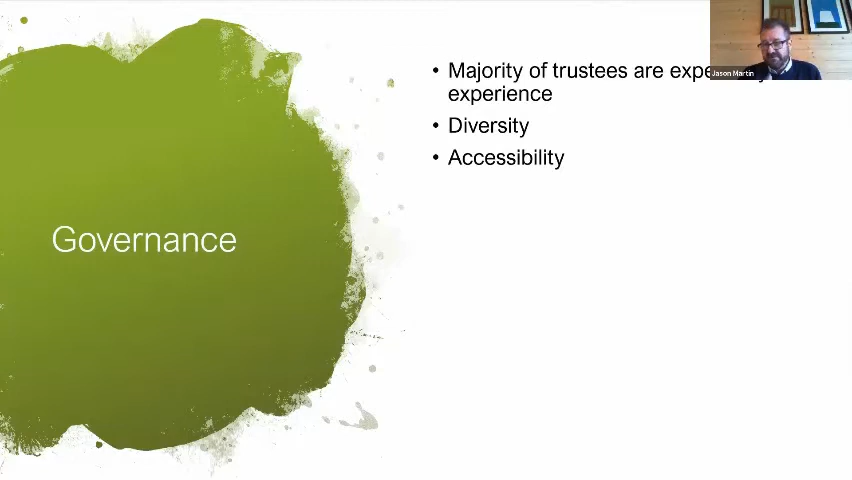 Governance
• Majority of trustees are
experience
• Diversity
• Accessibility
Jason Martin